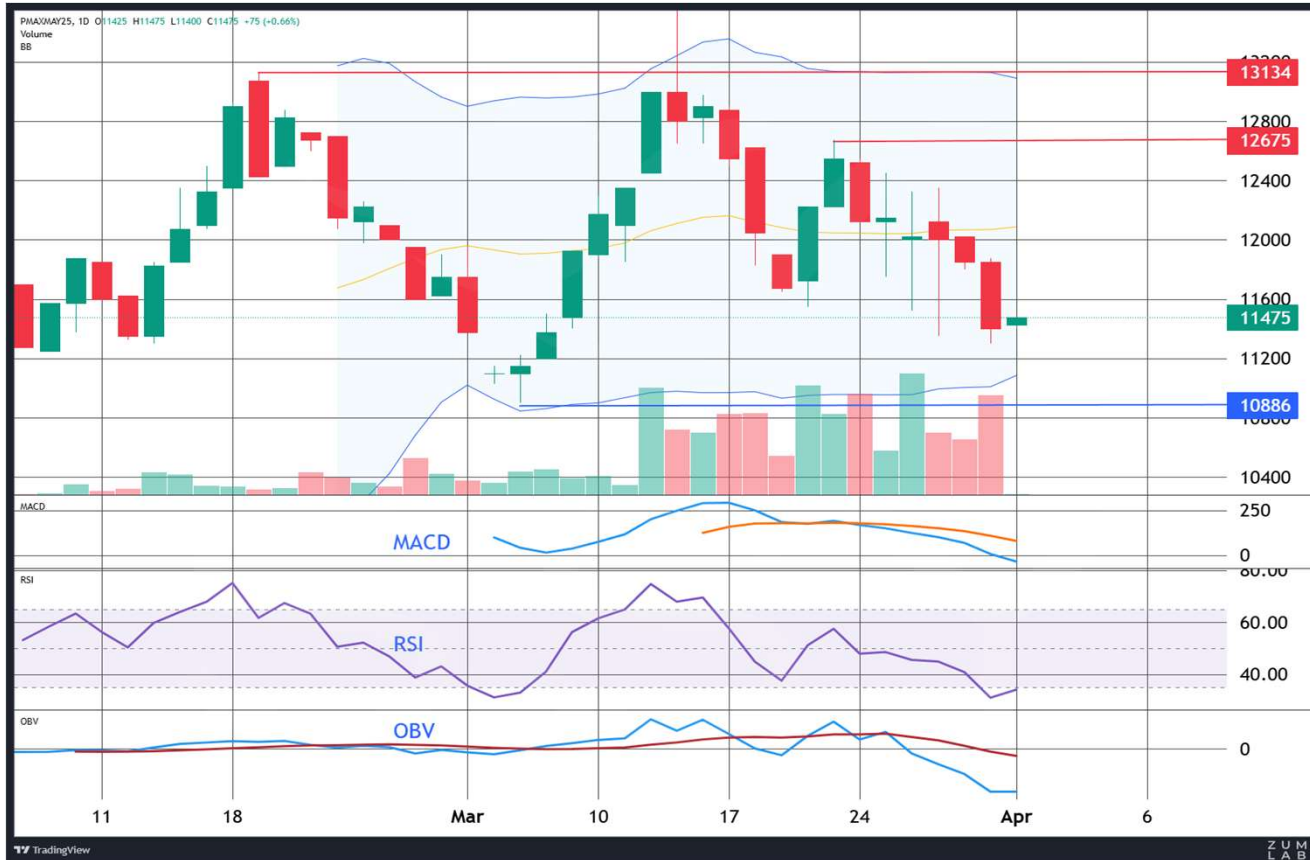 PMAXMAY25, 1D O11425 H11475 L11400 C11475 +75 (+0.66%)
Volume
BB
13200
13134
12800
12675
12400
12000
11600
11475
11200
10886
10800
10400
MACD
MACD
250
0
RSI
RSI
80.00
60.00
40.00
OBV
OBV
0
11 18 Mar 10 17 24 Apr 6
TradingView
ZUM
LAB